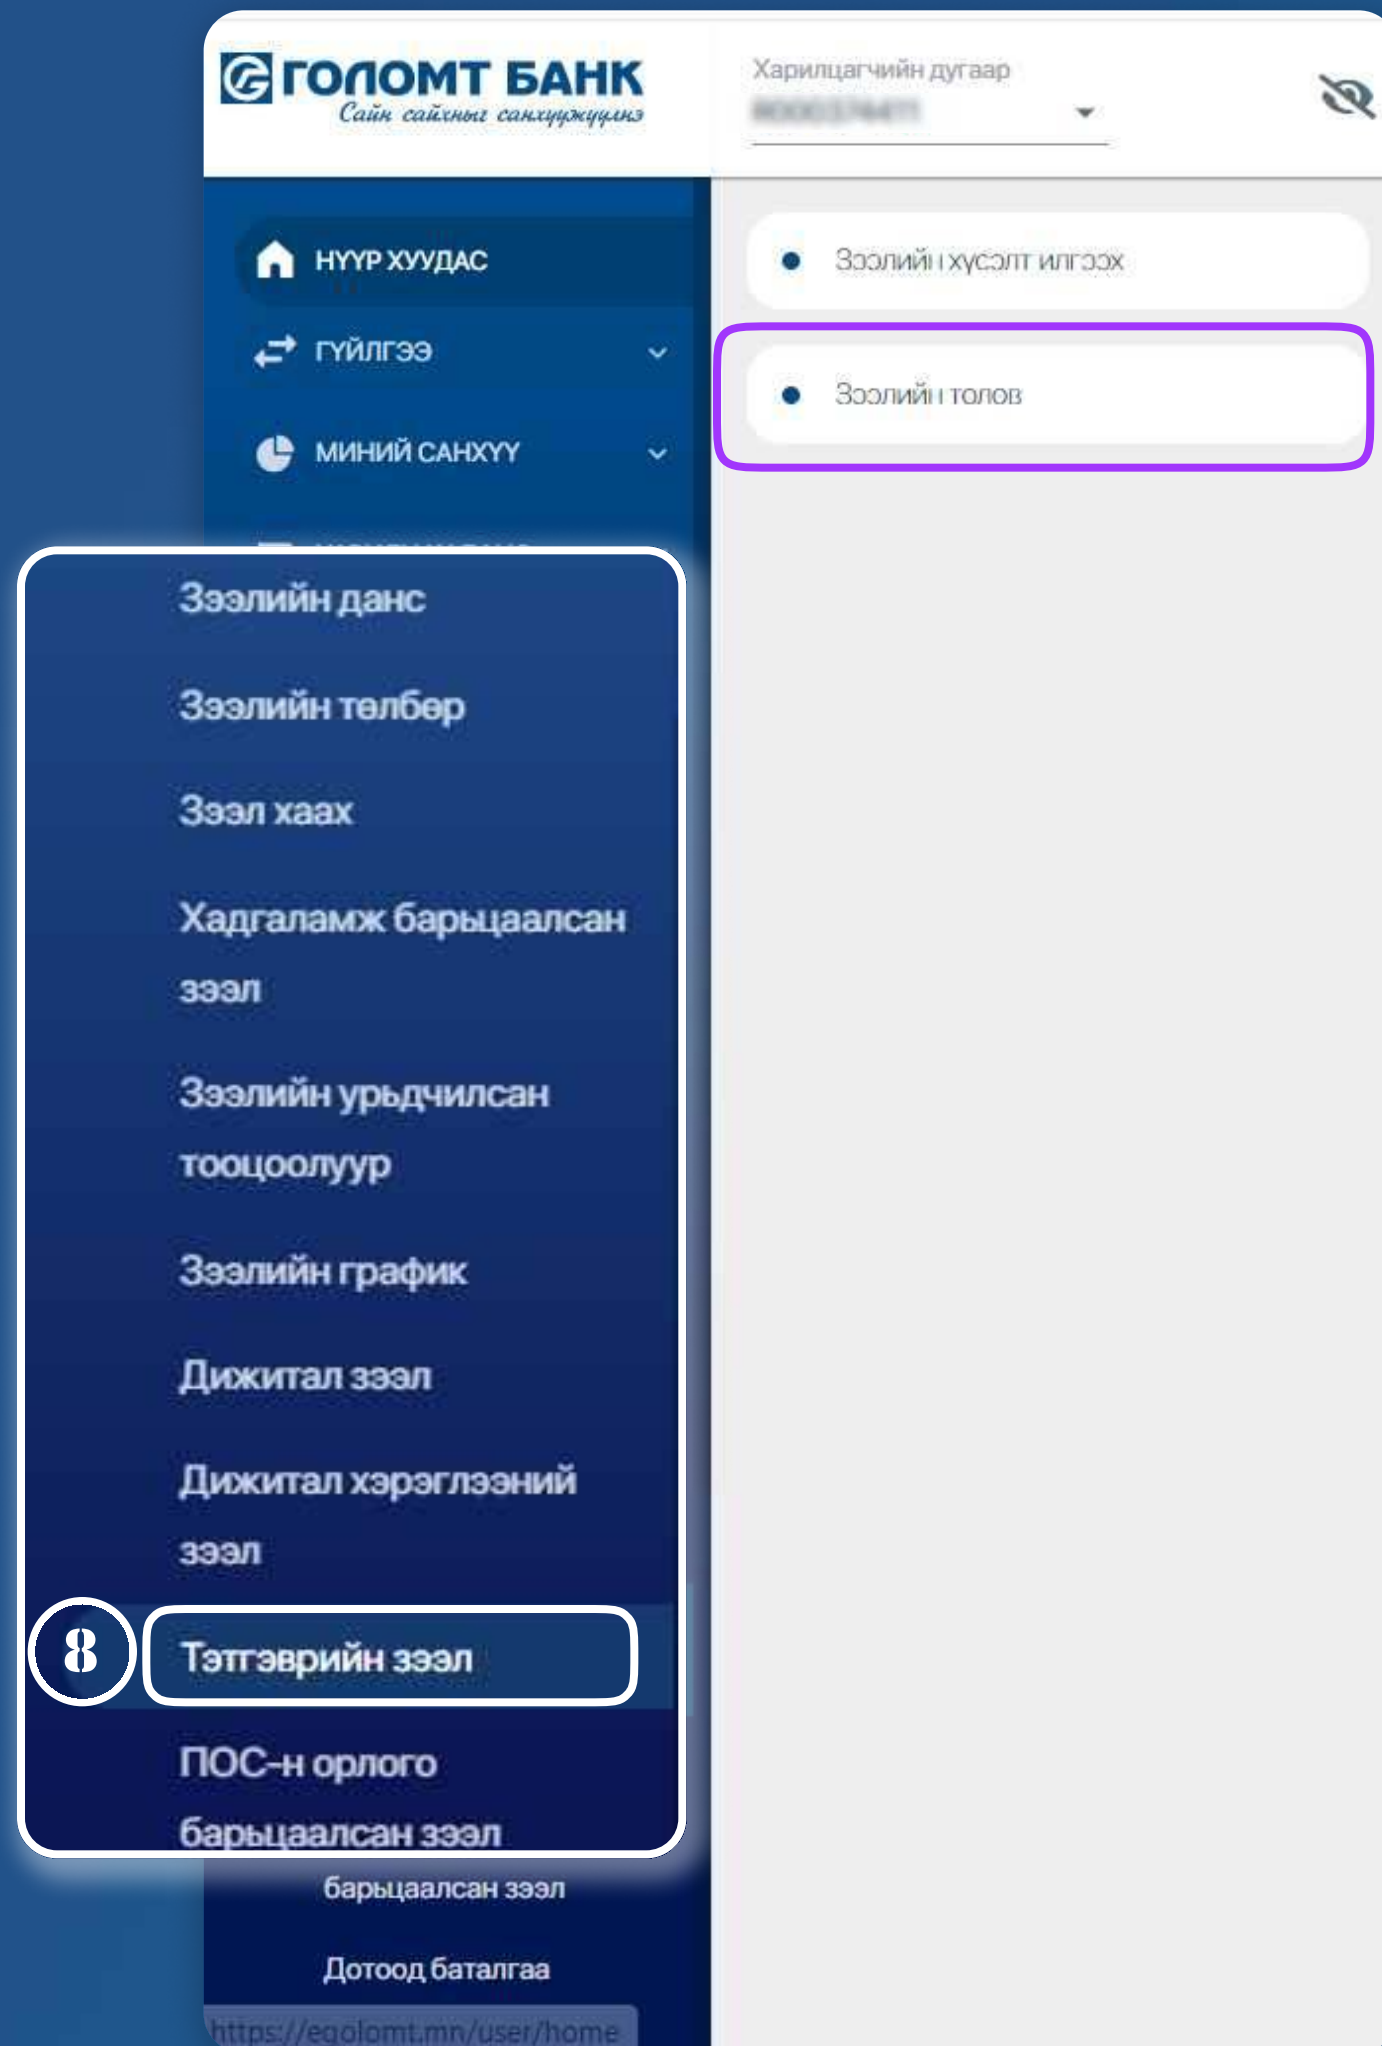 ГОЛОМТ БАНК
Сайн сайхныг санхүүжүүлнэ
Харилцагчийн дугаар
НҮҮР ХУУДАС
ГҮЙЛГЭЭ
МИНИЙ САНХҮҮ
Зээлийн хүсэлт илгээх
Зээлийн төлөв
Зээлийн данс
Зээлийн төлбөр
Зээл хаах
Хадгаламж барьцаалсан
зээл
Зээлийн урьдчилсан
тооцоолуур
Зээлийн график
Дижитал зээл
Дижитал хэрэглээний
зээл
8
Тэтгэврийн зээл
ПОС-н орлого
барьцаалсан зээл
барьцаалсан зээл
Дотоод баталгаа
https://egolomt.mn/user/home